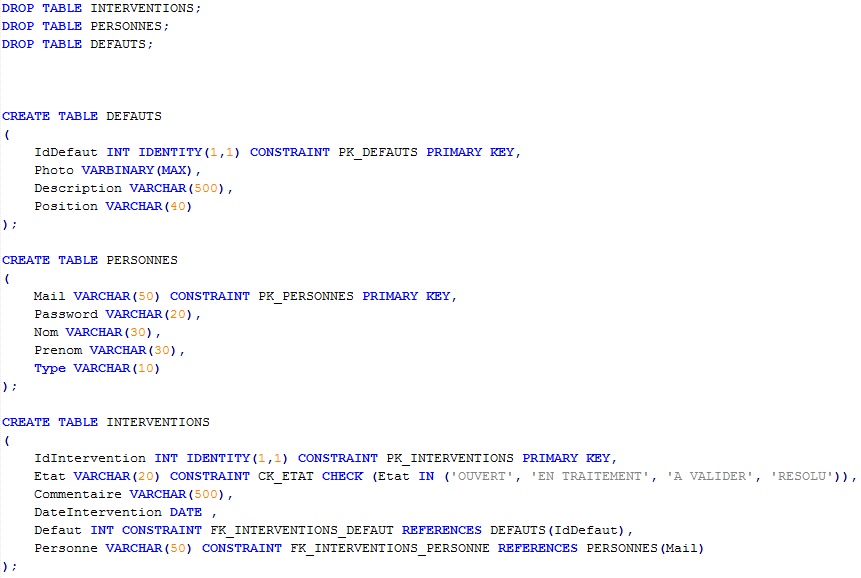 DROP TABLE INTERVENTIONS;
DROP TABLE PERSONNES;
DROP TABLE DEFAUTS;
CREATE TABLE DEFAUTS
(
IdDefaut INT IDENTITY(1,1) CONSTRAINT PK_DEFAUTS PRIMARY KEY,
Photo VARBINARY(MAX),
Description VARCHAR(500),
Position VARCHAR(40)
);
CREATE TABLE PERSONNES
(
Mail VARCHAR(50) CONSTRAINT PK_PERSONNES PRIMARY KEY,
Password VARCHAR(20),
Nom VARCHAR(30),
Prenom VARCHAR(30),
Type VARCHAR(10)
);
CREATE TABLE INTERVENTIONS
(
IdIntervention INT IDENTITY(1,1) CONSTRAINT PK_INTERVENTIONS PRIMARY KEY,
Etat VARCHAR(20) CONSTRAINT CK_ETAT CHECK (Etat IN ('OUVERT', 'EN TRAITEMENT', 'A VALIDER', 'RESOLU')),
Commentaire VARCHAR(500),
DateIntervention DATE ,
Defaut INT CONSTRAINT FK_INTERVENTIONS_DEFAUT REFERENCES DEFAUTS(IdDefaut),
Personne VARCHAR(50) CONSTRAINT FK_INTERVENTIONS_PERSONNE REFERENCES PERSONNES(Mail)
);